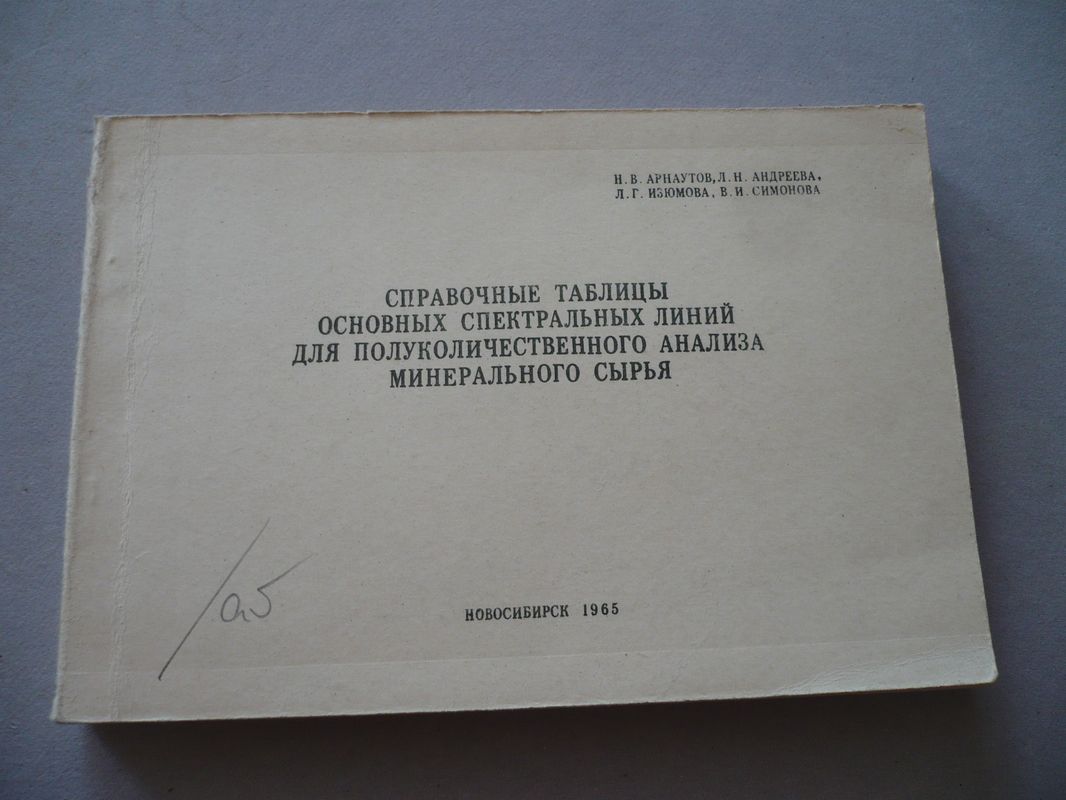 Н. В. АРНАУТОВ, Л. Н. АНДРЕЕВА,
Л. Г. ИЗЮМОВА, В. И. СИМОНОВА
СПРАВОЧНЫЕ ТАБЛИЦЫ
ОСНОВНЫХ СПЕКТРАЛЬНЫХ ЛИНИЙ
ДЛЯ ПОЛУКОЛИЧЕСТВЕННОГО АНАЛИЗА
МИНЕРАЛЬНОГО СЫРЬЯ
НОВОСИБИРСК 1965